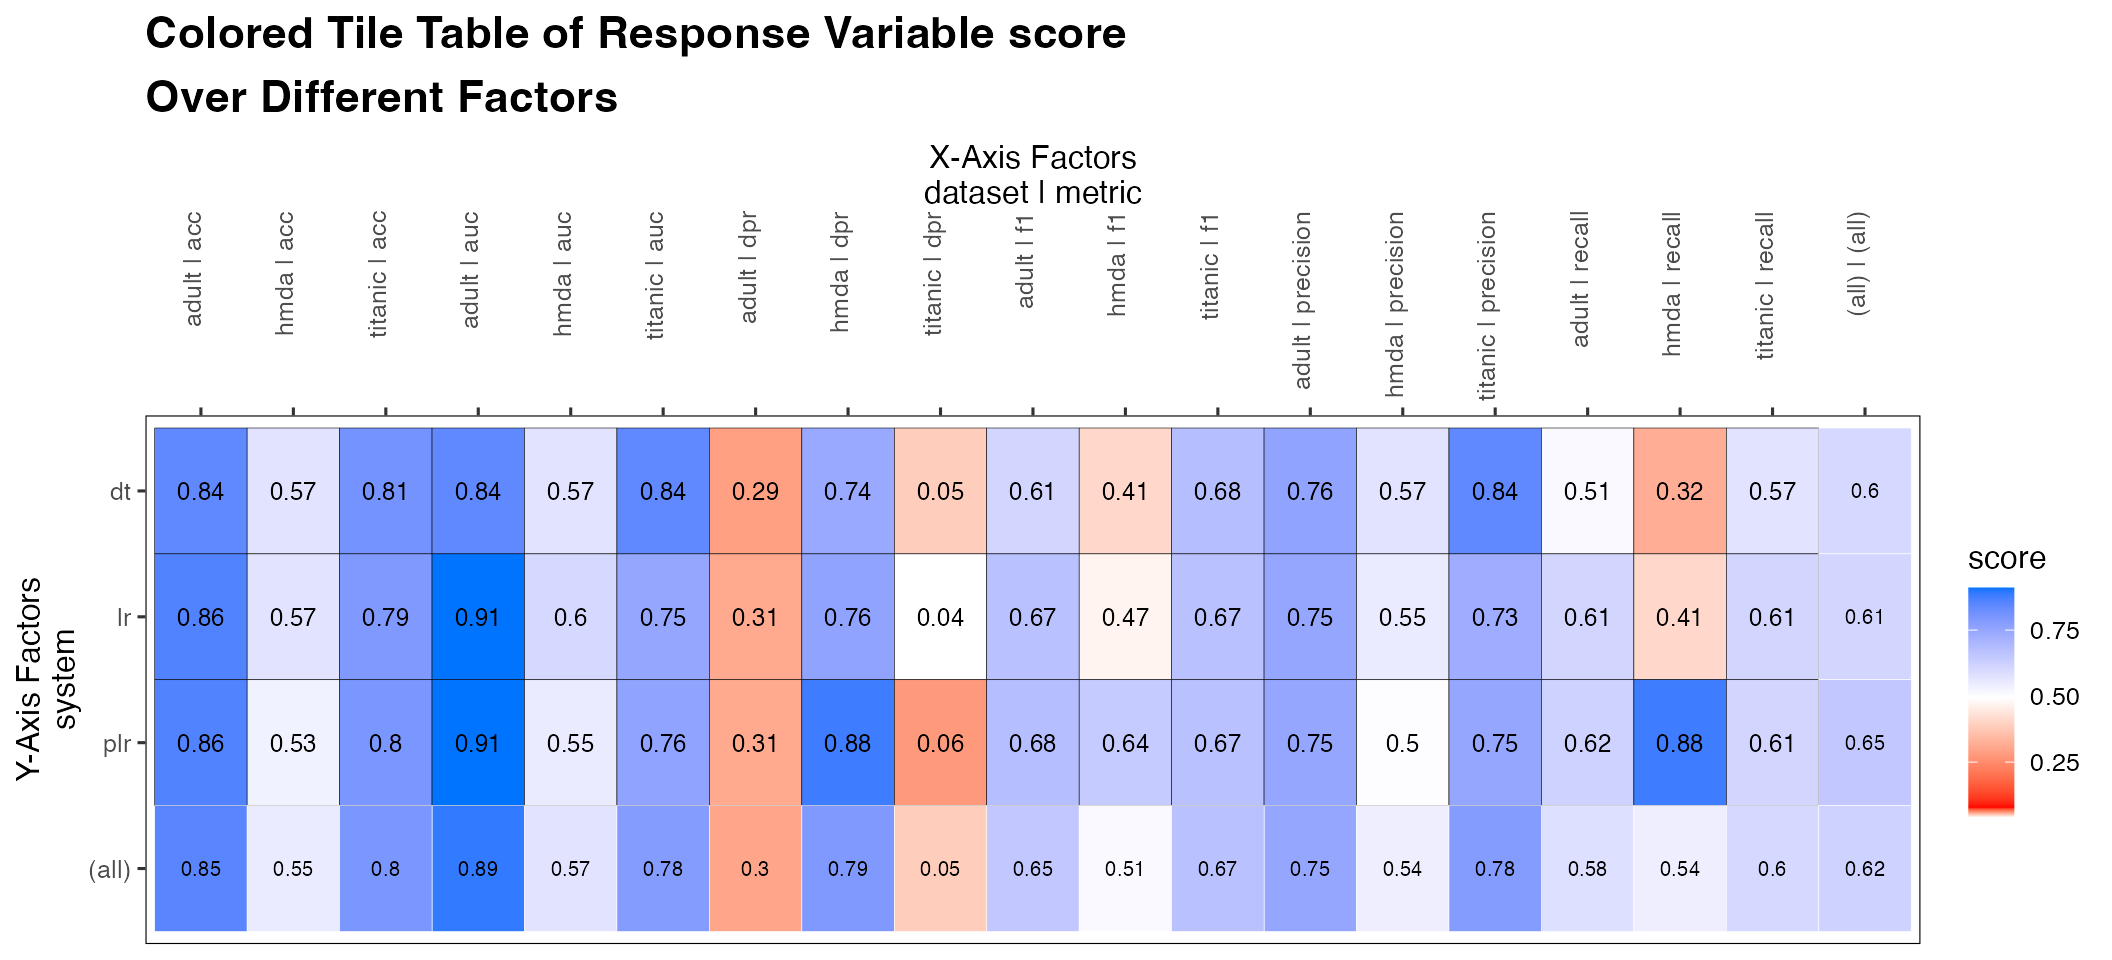 Colored Tile Table of Response Variable score
Over Different Factors
X-Axis Factors
dataset | metric
adult | acc
hmda | acc
titanic | acc
adult | auc
hmda | auc
titanic | auc
adult | dpr
hmda | dpr
titanic | dpr
adult | f1
hmda | f1
titanic | f1
adult | precision
hmda | precision
titanic | precision
adult | recall
hmda | recall
titanic | recall
(all) | (all)
Y-Axis Factors
system
dt 0.84 0.57 0.81 0.84 0.57 0.84 0.29 0.74 0.05 0.61 0.41 0.68 0.76 0.57 0.84 0.51 0.32 0.57 0.6
lr 0.86 0.57 0.79 0.91 0.6 0.75 0.31 0.76 0.04 0.67 0.47 0.67 0.75 0.55 0.73 0.61 0.41 0.61 0.61
plr 0.86 0.53 0.8 0.91 0.55 0.76 0.31 0.88 0.06 0.68 0.64 0.67 0.75 0.5 0.75 0.62 0.88 0.61 0.65
(all) 0.85 0.55 0.8 0.89 0.57 0.78 0.3 0.79 0.05 0.65 0.51 0.67 0.75 0.54 0.78 0.58 0.54 0.6 0.62
score
0.75
0.50
0.25